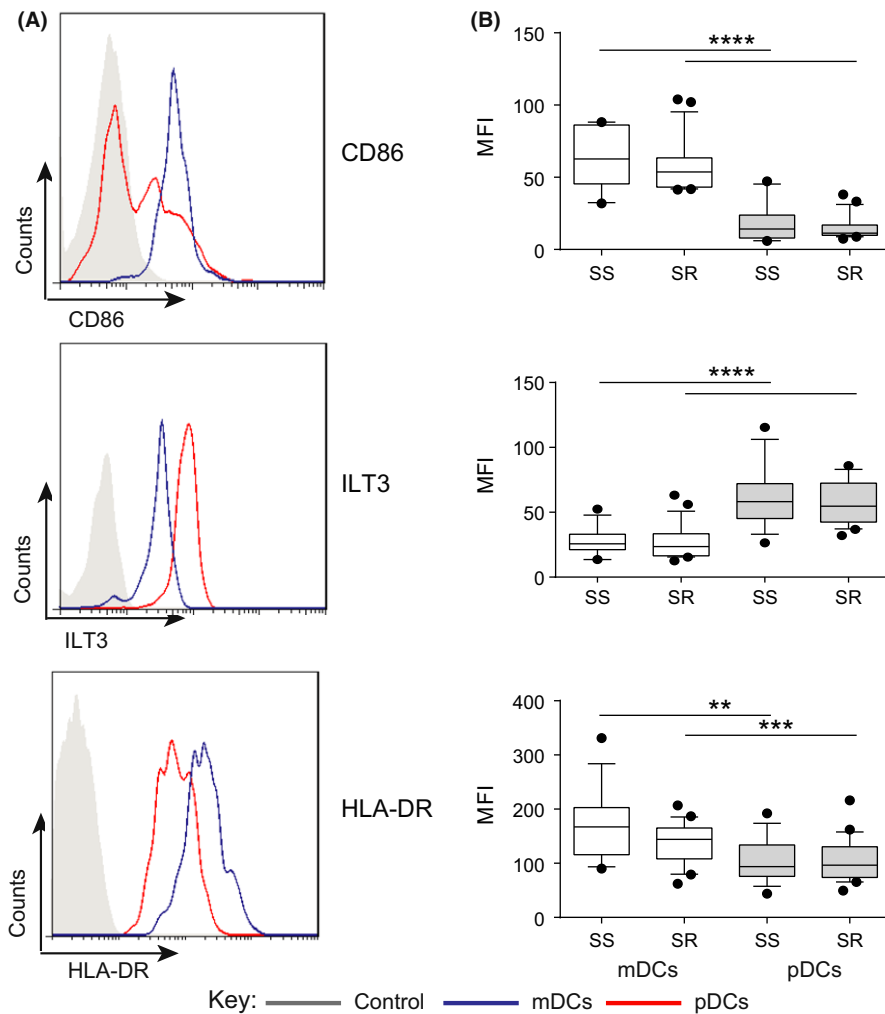 (A)
Counts
CD86
CD86
Counts
ILT3
ILT3
Counts
HLA-DR
HLA-DR
(B)
MFI
150
100
50
0
****
SS
SR
SS
SR
MFI
150
100
50
0
****
SS
SR
SS
SR
MFI
400
300
200
100
0
**
***
SS
SR
SS
SR
mDCs
pDCs
Key: Control mDCs pDCs